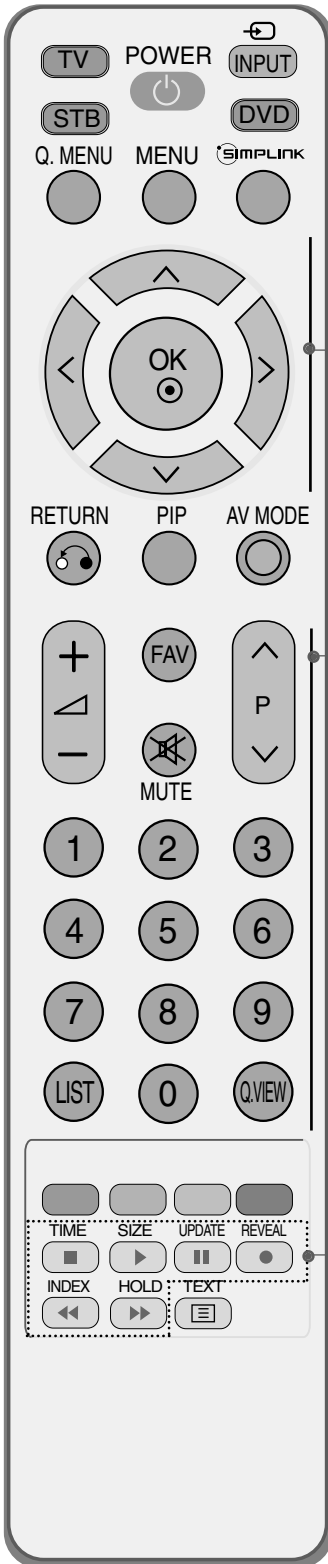 TV POWER INPUT
STB DVD
Q. MENU MENU SIMPLINK
OK
RETURN PIP AV MODE
+ FAV
P
-
MUTE
1 2 3
4 5 6
7 8 9
LIST 0 Q.VIEW
TIME SIZE UPDATE REVEAL
INDEX HOLD TEXT